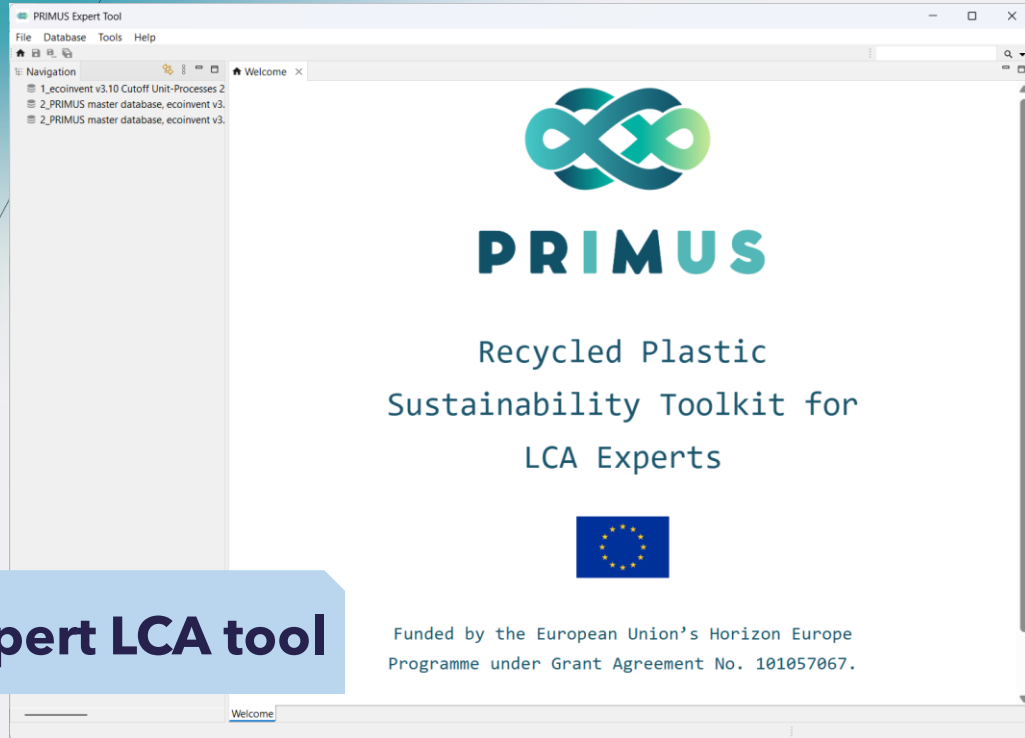 PRIMUS Expert Tool
File Database Tools Help
Navigation
Welcome
1_ecoinvent v3.10 Cutoff Unit-Processes 2
2_PRIMUS master database, ecoinvent v3.
2_PRIMUS master database, ecoinvent v3.
PRIMUS
Recycled Plastic
Sustainability Toolkit for
LCA Experts
pert LCA tool
Funded by the European Union’s Horizon Europe
Programme under Grant Agreement No. 101057067.
Welcome